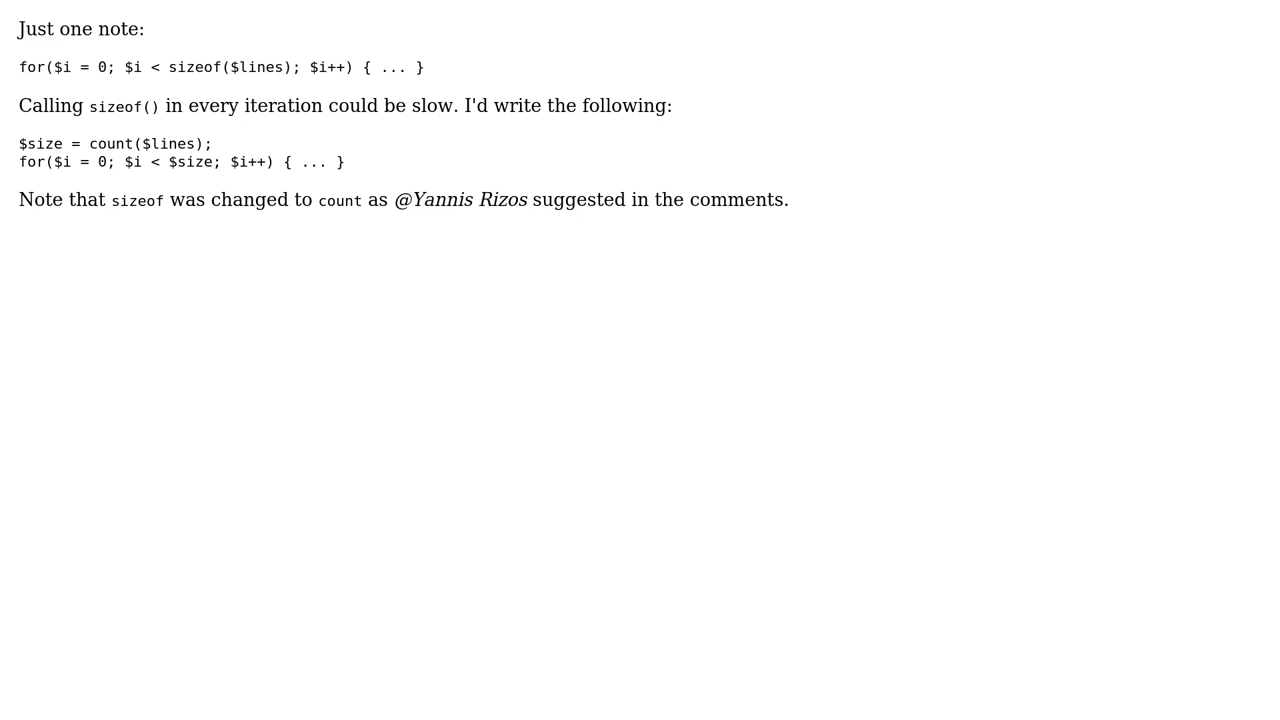 Just one note:
for($i = 0; $i < sizeof($lines); $i++) { ... }
Calling sizeof() in every iteration could be slow. I'd write the following:
$size = count($lines);
for($i = 0; $i < $size; $i++) { ... }
Note that sizeof was changed to count as @Yannis Rizos suggested in the comments.